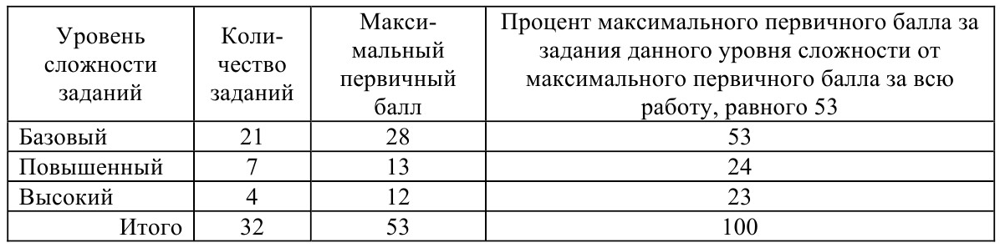 Уровень
сложности
заданий
Коли-
чество
заданий
Макси-
мальный
первичный
балл
Процент максимального первичного балла за
задания данного уровня сложности от
максимального первичного балла за всю
работу, равного 53
Базовый 21 28 53
Повышенный 7 13 24
Высокий 4 12 23
Итого 32 53 100